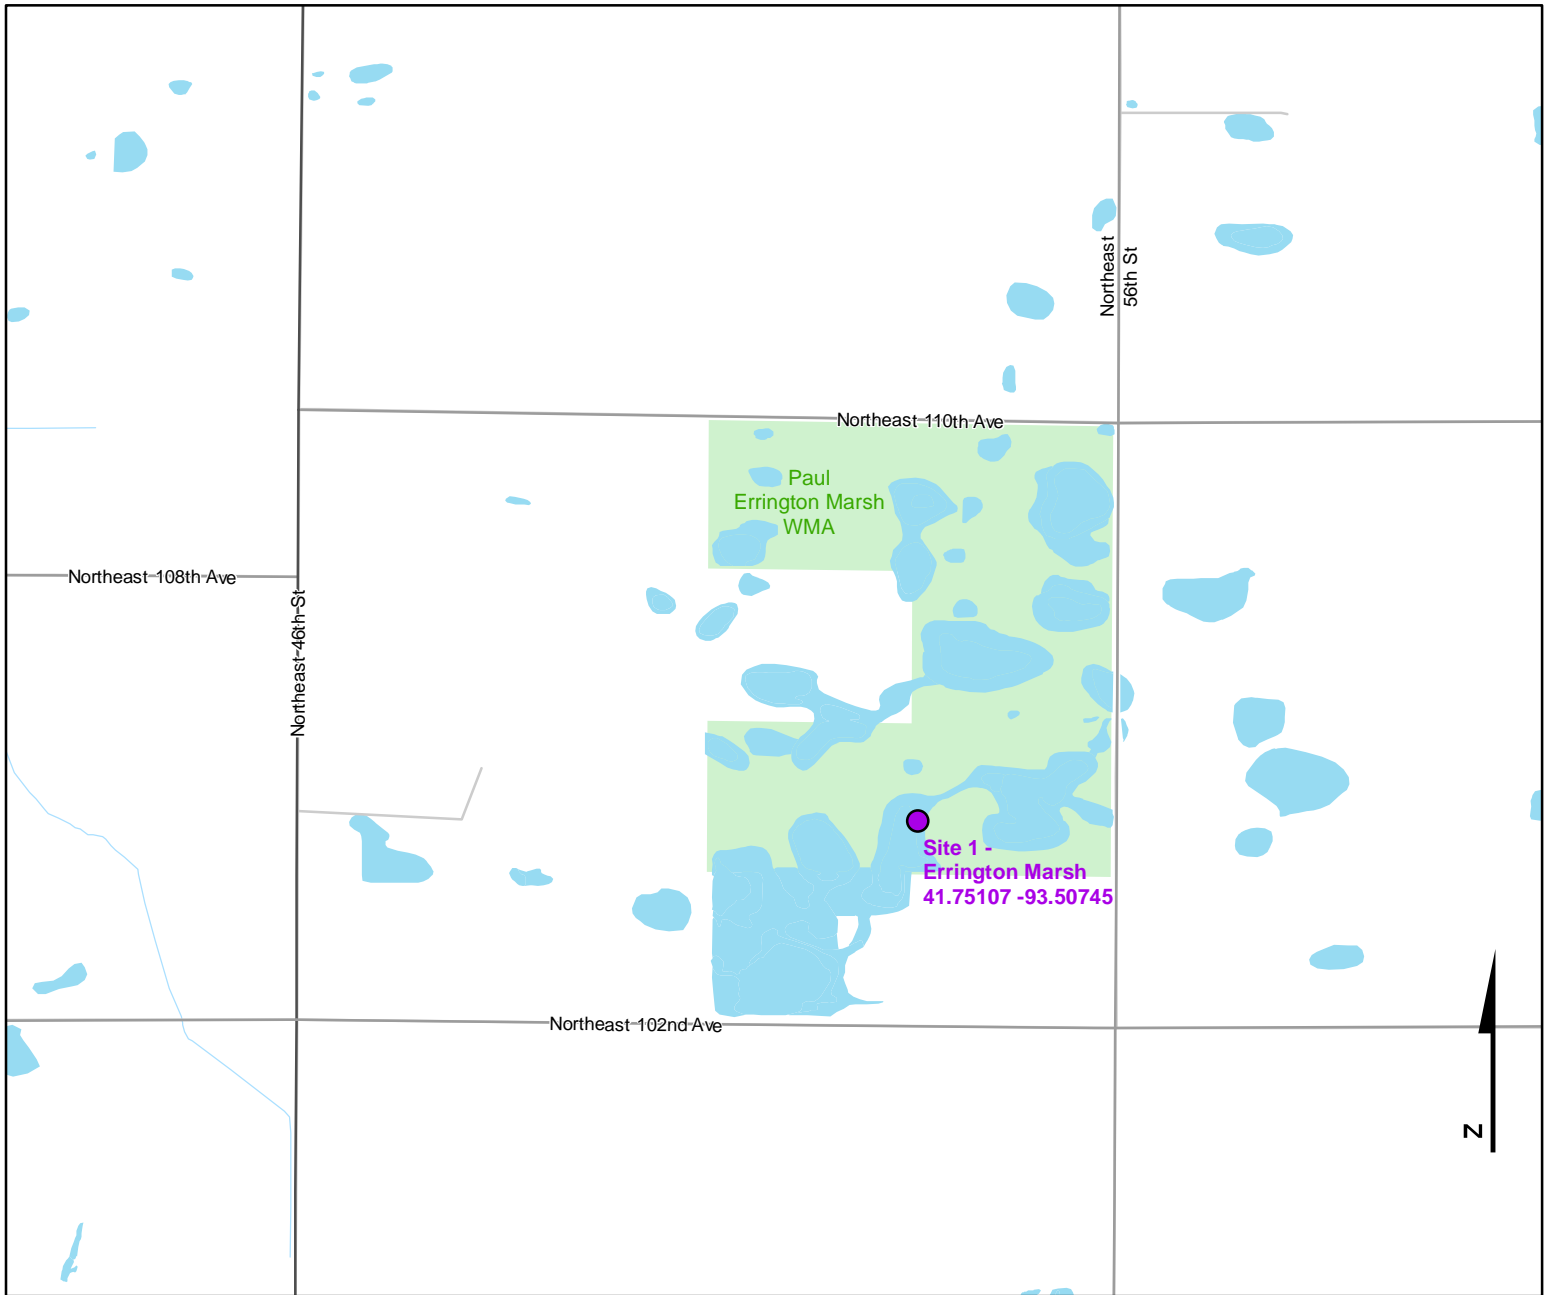 Northeast
56th St
Northeast 110th Ave
Paul
Errington Marsh
WMA
Northeast 108th Ave
Northeast 46th St
Site 1 -
Errington Marsh
41.75107 -93.50745
Northeast 102nd Ave
N